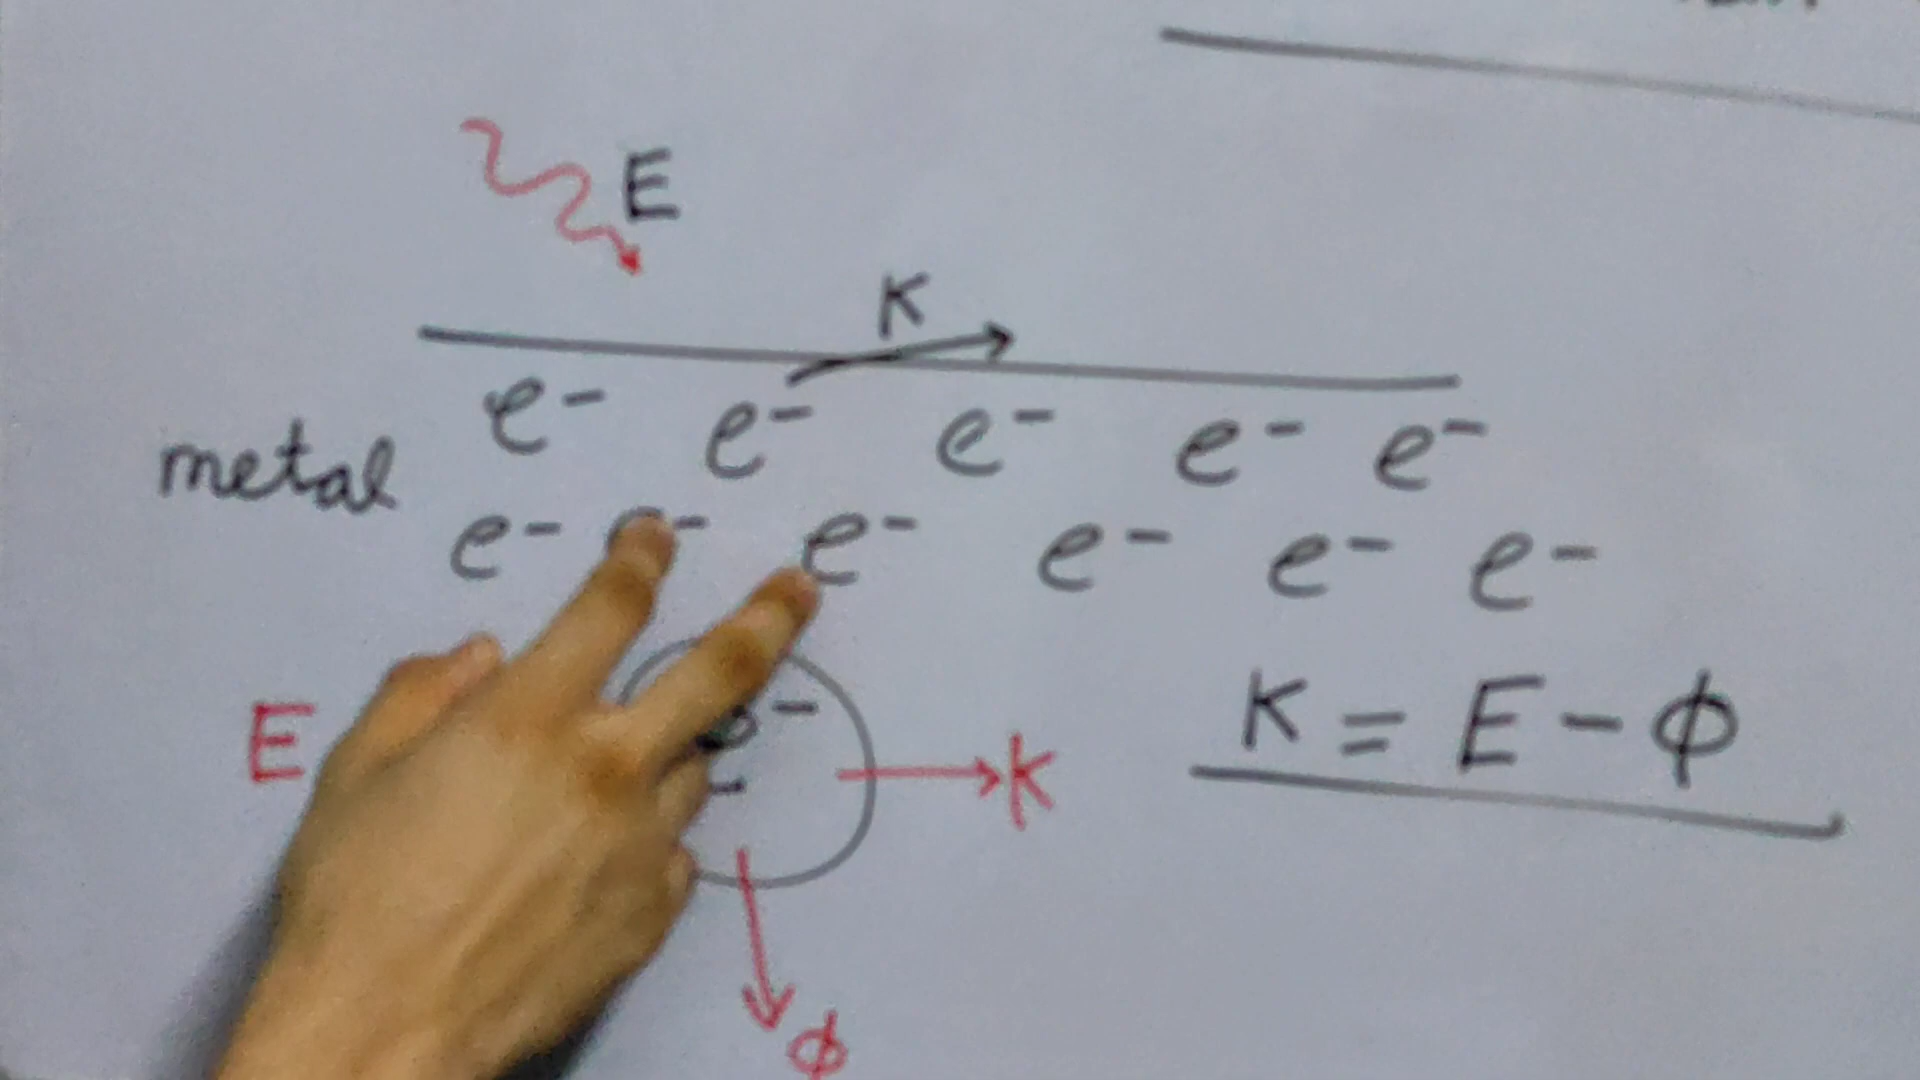 E
K
e⁻ e⁻ e⁻ e⁻ e⁻
metal
e⁻ e⁻ e⁻ e⁻ e⁻ e⁻
E
K
K = E - ϕ
ϕ